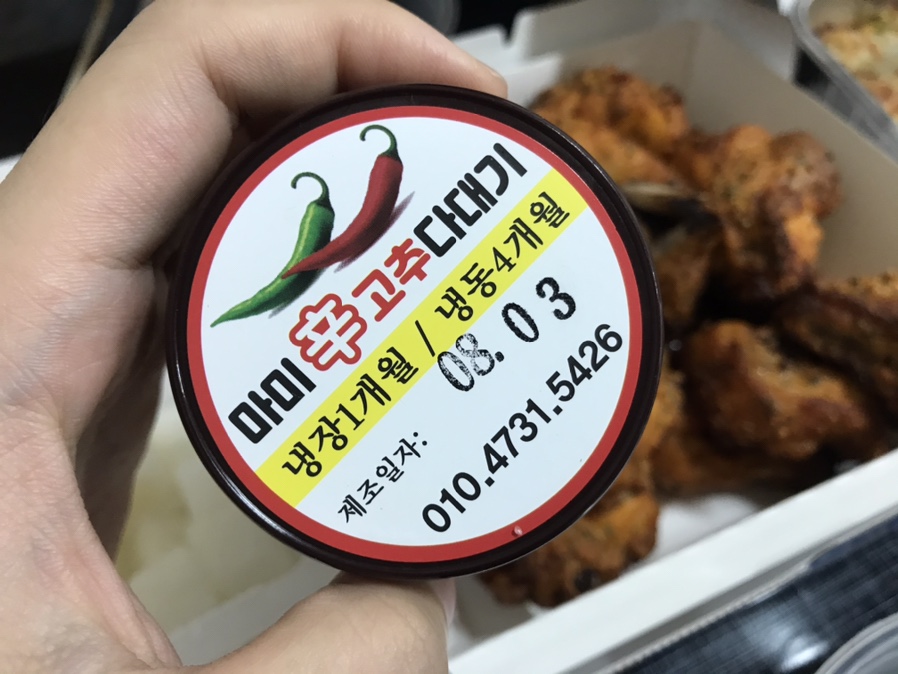 마미 辛고추다대기
냉장1개월 / 냉동4개월
제조일자: 08. 03
010.4731.5426